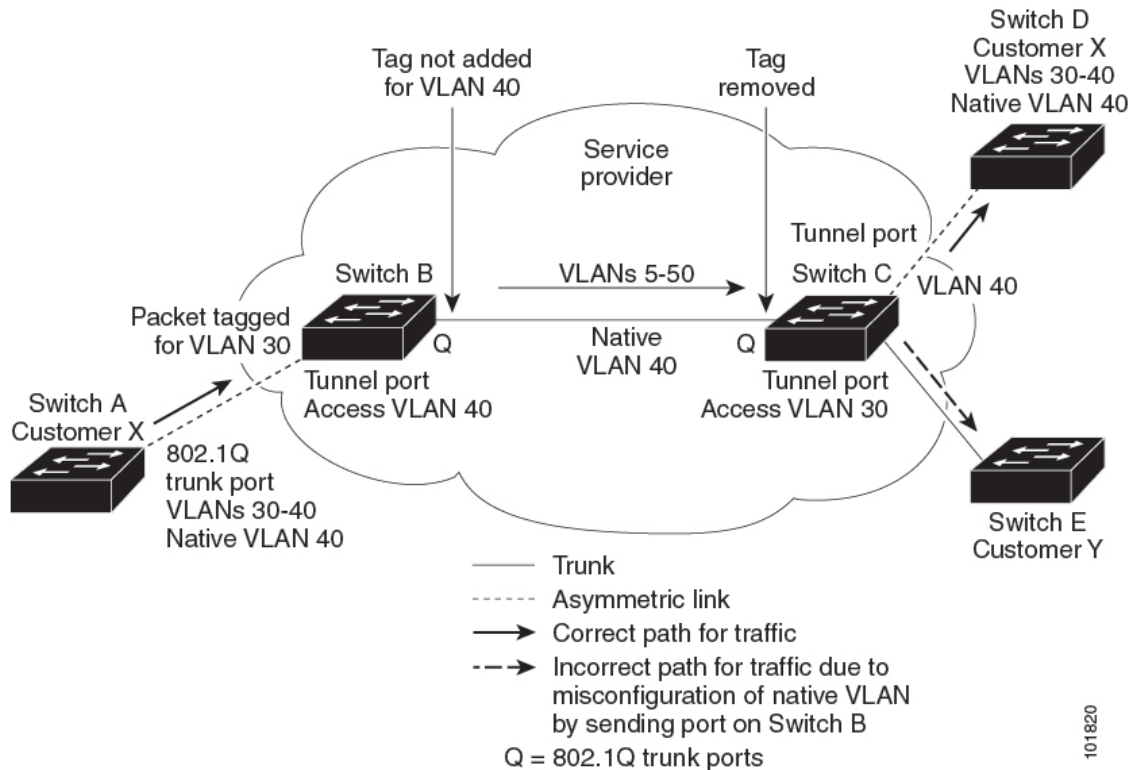 Tag not added
for VLAN 40
Tag
removed
Switch D
Customer X
VLANs 30-40
Native VLAN 40
Service
provider
Tunnel port
Switch B
VLANs 5-50
Switch C
VLAN 40
Packet tagged
for VLAN 30
Q
Native
VLAN 40
Q
Tunnel port
Access VLAN 40
Tunnel port
Access VLAN 30
Switch A
Customer X
802.1Q
trunk port
VLANs 30-40
Native VLAN 40
Switch E
Customer Y
Trunk
Asymmetric link
Correct path for traffic
Incorrect path for traffic due to
misconfiguration of native VLAN
by sending port on Switch B
Q = 802.1Q trunk ports
101820